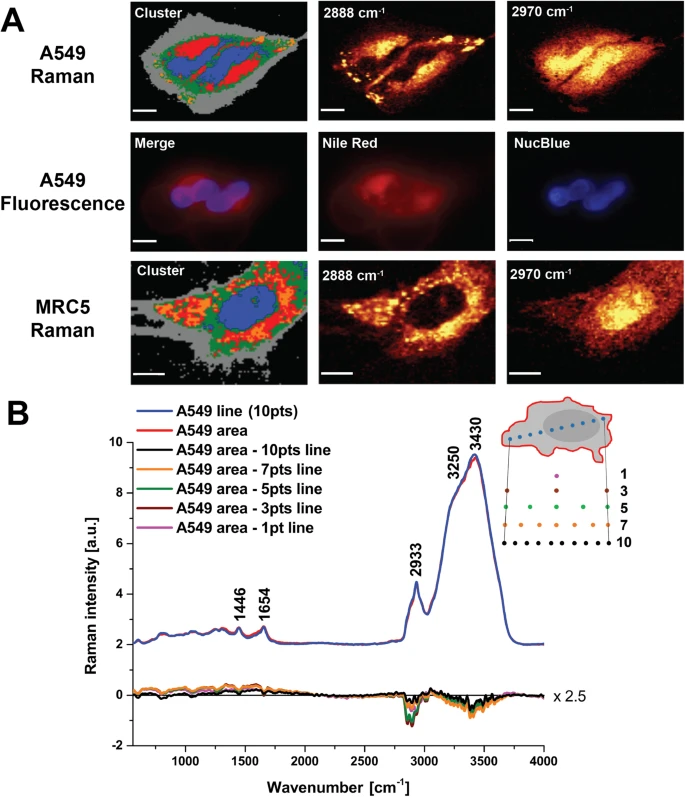 A
A549
Raman
Cluster
2888 cm-1
2970 cm-1
A549
Fluorescence
Merge
Nile Red
NucBlue
MRC5
Raman
Cluster
2888 cm-1
2970 cm-1
B
A549 line (10pts)
A549 area
A549 area - 10pts line
A549 area - 7pts line
A549 area - 5pts line
A549 area - 3pts line
A549 area - 1pt line
1446
1654
2933
3250
3430
1
3
5
7
10
x 2.5
Raman intensity [a.u.]
10
8
6
4
2
0
-2
1000
1500
2000
2500
3000
3500
4000
Wavenumber [cm-1]